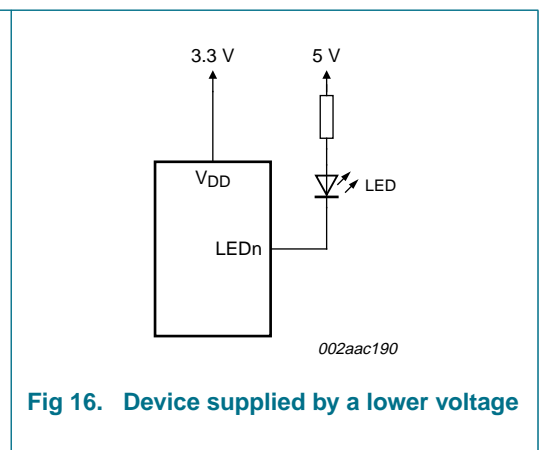 3.3 V 5 V
VDD
LED
LEDn
002aac190
Fig 16. Device supplied by a lower voltage